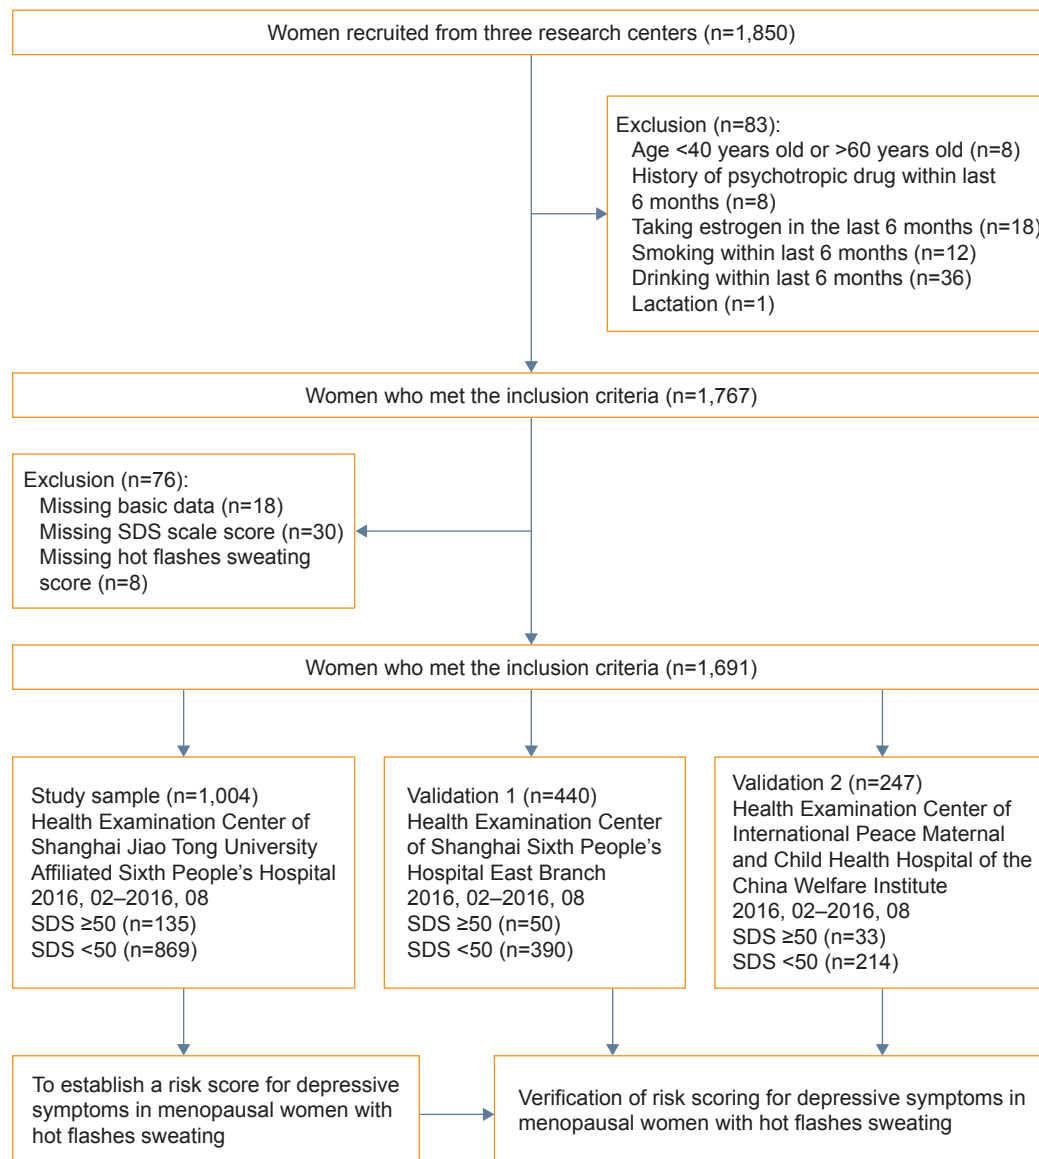 Women recruited from three research centers (n=1,850)
Exclusion (n=83):
Age <40 years old or >60 years old (n=8)
History of psychotropic drug within last
6 months (n=8)
Taking estrogen in the last 6 months (n=18)
Smoking within last 6 months (n=12)
Drinking within last 6 months (n=36)
Lactation (n=1)
Women who met the inclusion criteria (n=1,767)
Exclusion (n=76):
Missing basic data (n=18)
Missing SDS scale score (n=30)
Missing hot flashes sweating
score (n=8)
Women who met the inclusion criteria (n=1,691)
Study sample (n=1,004)
Health Examination Center of
Shanghai Jiao Tong University
Affiliated Sixth People’s Hospital
2016, 02–2016, 08
SDS ≥50 (n=135)
SDS <50 (n=869)
Validation 1 (n=440)
Health Examination Center
of Shanghai Sixth People’s
Hospital East Branch
2016, 02–2016, 08
SDS ≥50 (n=50)
SDS <50 (n=390)
Validation 2 (n=247)
Health Examination Center of
International Peace Maternal
and Child Health Hospital of the
China Welfare Institute
2016, 02–2016, 08
SDS ≥50 (n=33)
SDS <50 (n=214)
To establish a risk score for depressive
symptoms in menopausal women with
hot flashes sweating
Verification of risk scoring for depressive symptoms in
menopausal women with hot flashes sweating